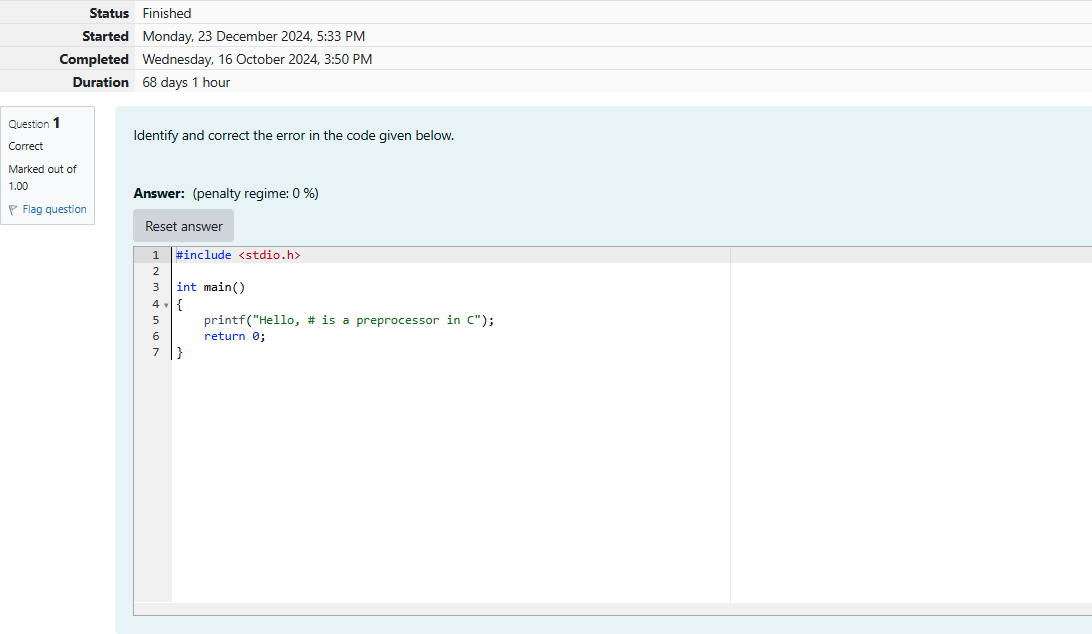 Status Finished
Started Monday, 23 December 2024, 5:33 PM
Completed Wednesday, 16 October 2024, 3:50 PM
Duration 68 days 1 hour
Question 1
Correct
Marked out of
1.00
Flag question
Identify and correct the error in the code given below.
Answer: (penalty regime: 0 %)
Reset answer
1 #include <stdio.h>
2
3 int main()
4 {
5     printf("Hello, # is a preprocessor in C");
6     return 0;
7 }